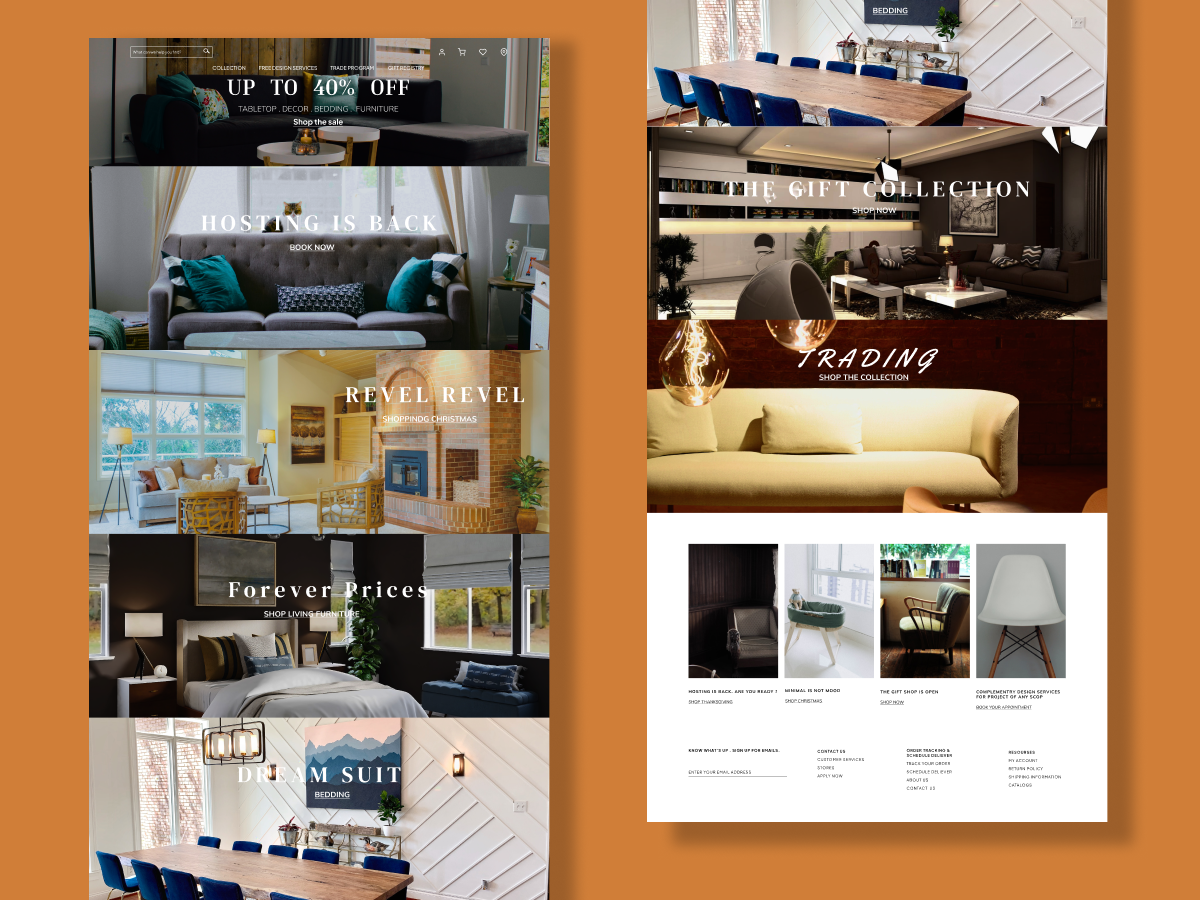 What can we help you find?
COLLECTION FREE DESIGN SERVICES TRADE PROGRAM GIFT REGISTRY
UP TO 40% OFF
TABLETOP . DECOR . BEDDING . FURNITURE
Shop the sale
HOSTING IS BACK
BOOK NOW
REVEL REVEL
SHOPPINDG CHRISTMAS
Forever Prices
SHOP LIVING FURNITURE
DREAM SUIT
BEDDING
BEDDING
THE GIFT COLLECTION
SHOP NOW
TRADING
SHOP THE COLLECTION
HOSTING IS BACK. ARE YOU READY ?
SHOP THANKSGIVING
MINIMAL IS NOT MOOD
SHOP CHRISTMAS
THE GIFT SHOP IS OPEN
SHOP NOW
COMPLEMENTRY DESIGN SERVICES
FOR PROJECT OF ANY SCOP
BOOK YOUR APPOINTMENT
KNOW WHAT'S UP . SIGN UP FOR EMAILS.
ENTER YOUR EMAIL ADDRESS
CONTACT US
CUSTOMER SERVICES
STORES
APPLY NOW
ORDER TRACKING &
SCHEDULE DELIEVER
TRACK YOUR ORDER
SCHEDULE DELIEVER
ABOUT US
CONTACT US
RESOURSES
MY ACCOUNT
RETURN POLICY
SHIPPING INFORMATION
CATALOGS